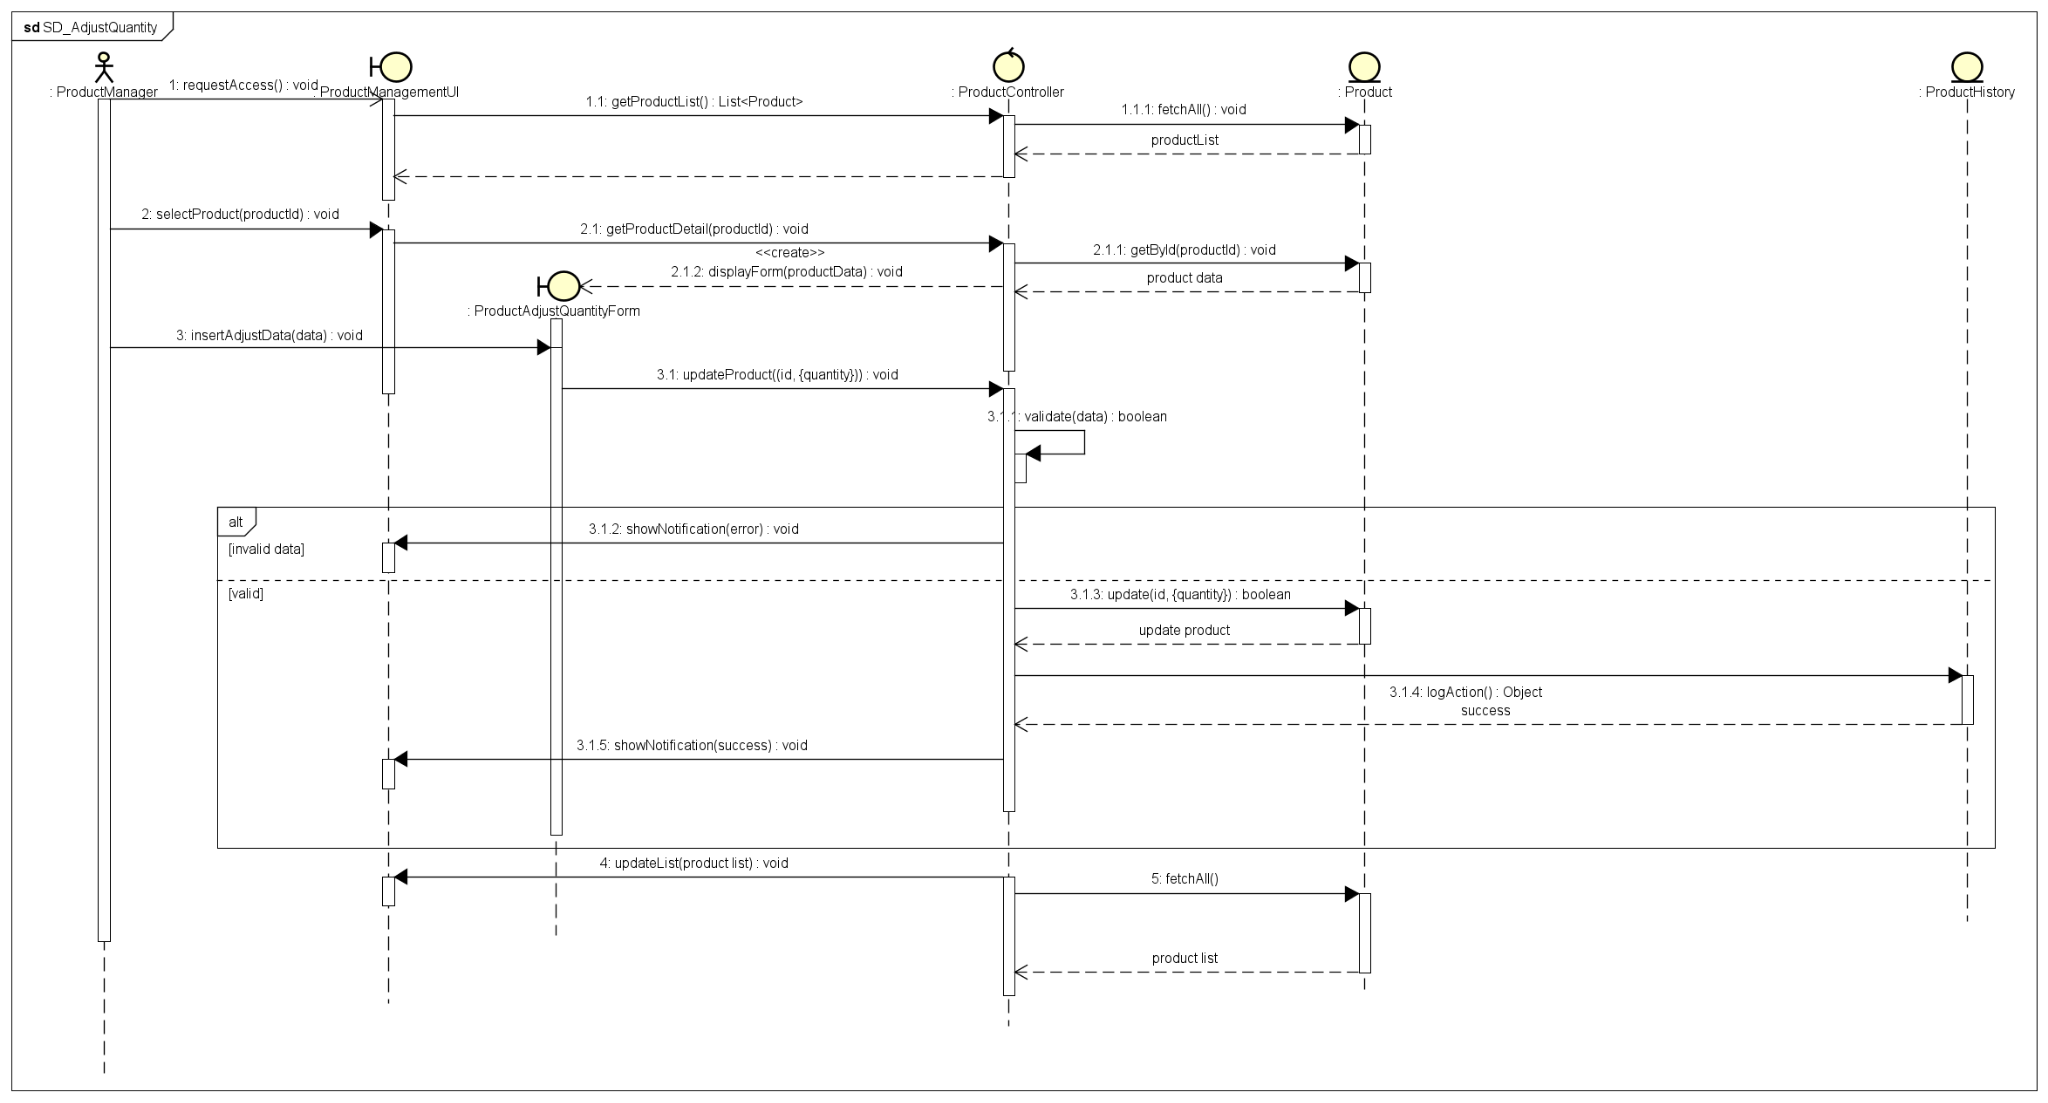 sd SD_AdjustQuantity
: ProductManager
: ProductManagementUI
: ProductController
: Product
: ProductHistory
1: requestAccess() : void
1.1: getProductList() : List<Product>
1.1.1: fetchAll() : void
productList
2: selectProduct(productId) : void
2.1: getProductDetail(productId) : void
<<create>>
2.1.1: getById(productId) : void
2.1.2: displayForm(productData) : void
product data
: ProductAdjustQuantityForm
3: insertAdjustData(data) : void
3.1: updateProduct((id, {quantity})) : void
3.1.1: validate(data) : boolean
alt
3.1.2: showNotification(error) : void
[invalid data]
[valid]
3.1.3: update(id, {quantity}) : boolean
update product
3.1.4: logAction() : Object
success
3.1.5: showNotification(success) : void
4: updateList(product list) : void
5: fetchAll()
product list